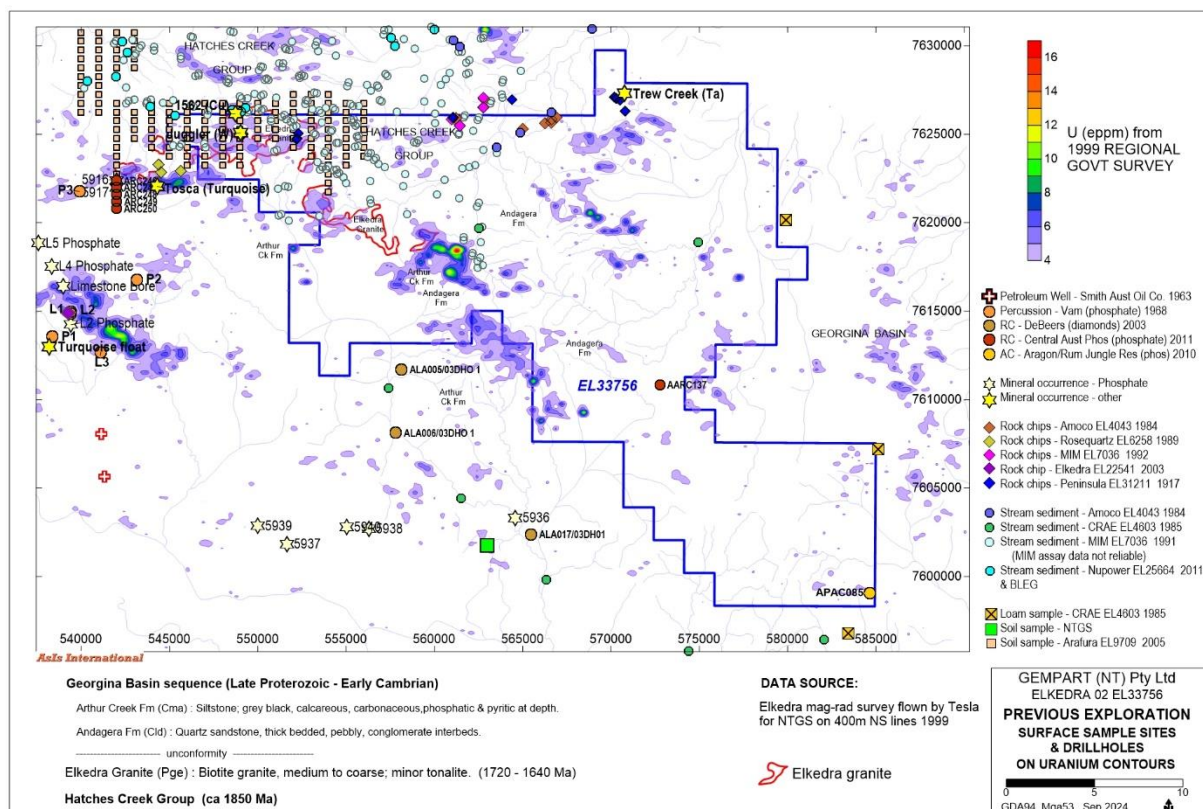 HATCHES CREEK
GROUP
7630000
Trew Creek (Ta)
1582 (Cu)
Juggler (W)
HATCHES CREEK
GROUP
7625000
5916
P3
5917
Tosca (Turquoise)
ARC250
Elkedra
Granite
Andagera
Fm
7620000
L5 Phosphate
Arthur
Ck Fm
L4 Phosphate
P2
Limestone Bore
Arthur
Ck Fm
Andagera
Fm
7615000
L1
L2
L2 Phosphate
P1
Turquoise float
L3
GEORGINA BASIN
Andagera
Fm
ALA005/03DHO 1
EL33756
AARC137
Arthur
Ck Fm
7610000
ALA006/03DHO 1
7605000
5939
5938
5937
5936
ALA017/03DH01
7600000
APAC085
540000 545000 550000 555000 560000 565000 570000 575000 580000 585000
AsIs International
16
14
13
12
10
8
6
4
U (eppm) from
1999 REGIONAL
GOVT SURVEY
Petroleum Well - Smith Aust Oil Co. 1963
Percussion - Vam (phosphate) 1968
RC - DeBeers (diamonds) 2003
RC - Central Aust Phos (phosphate) 2011
AC - Aragon/Rum Jungle Res (phos) 2010
Mineral occurrence - Phosphate
Mineral occurrence - other
Rock chips - Amoco EL4043 1984
Rock chips - Rosequartz EL6258 1989
Rock chips - MIM EL7036 1992
Rock chip - Elkedra EL22541 2003
Rock chips - Peninsula EL31211 1917
Stream sediment - Amoco EL4043 1984
Stream sediment - CRAE EL4603 1985
Stream sediment - MIM EL7036 1991
(MIM assay data not reliable)
Stream sediment - Nupower EL25664 2011
& BLEG
Loam sample - CRAE EL4603 1985
Soil sample - NTGS
Soil sample - Arafura EL9709 2005
Georgina Basin sequence (Late Proterozoic - Early Cambrian)
Arthur Creek Fm (Cma) : Siltstone; grey black, calcareous, carbonaceous,phosphatic & pyritic at depth.
Andagera Fm (Cld) : Quartz sandstone, thick bedded, pebbly, conglomerate interbeds.
------------------------ unconformity -----------------------
Elkedra Granite (Pge) : Biotite granite, medium to coarse; minor tonalite. (1720 - 1640 Ma)
Hatches Creek Group (ca 1850 Ma)
DATA SOURCE:
Elkedra mag-rad survey flown by Tesla
for NTGS on 400m NS lines 1999
Elkedra granite
GEMPART (NT) Pty Ltd
ELKEDRA 02 EL33756
PREVIOUS EXPLORATION
SURFACE SAMPLE SITES
& DRILLHOLES
ON URANIUM CONTOURS
0 5 10
GDA94, Mga53, Sep 2024